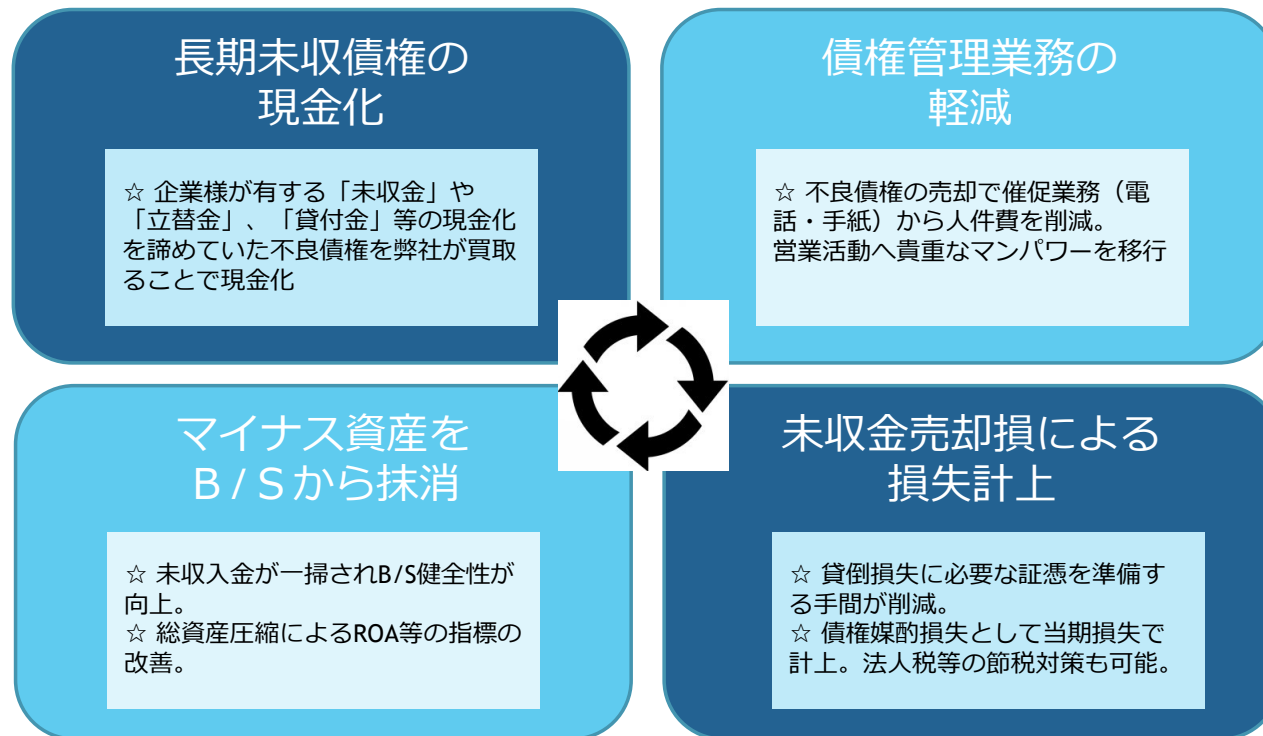 長期未収債権の
現金化
☆ 企業様が有する「未収金」や
「立替金」、「貸付金」等の現金化
を諦めていた不良債権を弊社が買取
ることで現金化
債権管理業務の
軽減
☆ 不良債権の売却で催促業務（電
話・手紙）から人件費を削減。
営業活動へ貴重なマンパワーを移行
マイナス資産を
Ｂ / Ｓ から抹消
☆ 未収入金が一掃されB/S健全性が
向上。
☆ 総資産圧縮によるROA等の指標の
改善。
未収金売却損による
損失計上
☆ 貸倒損失に必要な証憑を準備す
る手間が削減。
☆ 債権媒酌損失として当期損失で
計上。法人税等の節税対策も可能。